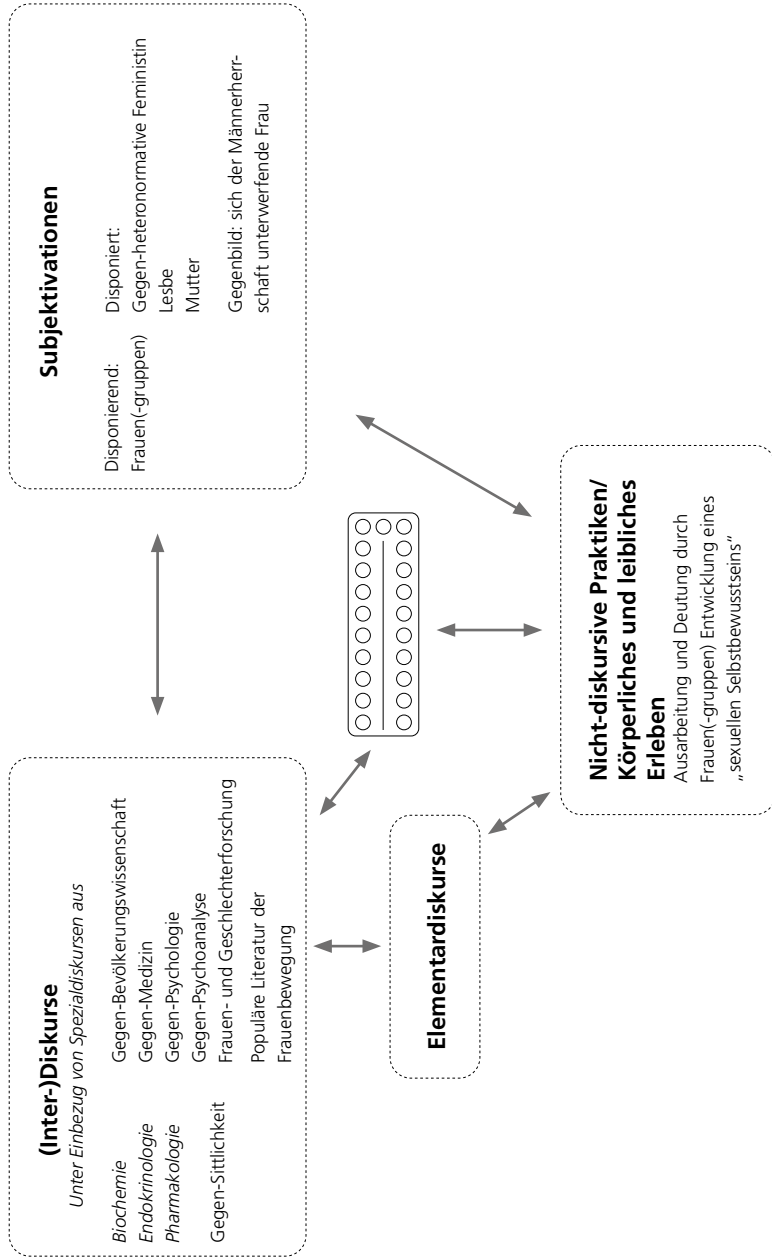 (Inter-)Diskurse
Unter Einbezug von Spezialdiskursen aus
Biochemie
Endokrinologie
Pharmakologie
Gegen-Sittlichkeit
Gegen-Bevölkerungswissenschaft
Gegen-Medizin
Gegen-Psychologie
Gegen-Psychoanalyse
Frauen- und Geschlechterforschung
Populäre Literatur der
Frauenbewegung
Subjektivationen
Disponierend:
Frauen(-gruppen)
Disponiert:
Gegen-heteronormative Feministin
Lesbe
Mutter
Gegenbild: sich der Männerherr-
schaft unterwerfende Frau
Elementardiskurse
Nicht-diskursive Praktiken/
Körperliches und leibliches
Erleben
Ausarbeitung und Deutung durch
Frauen(-gruppen) Entwicklung eines
„sexuellen Selbstbewusstseins“